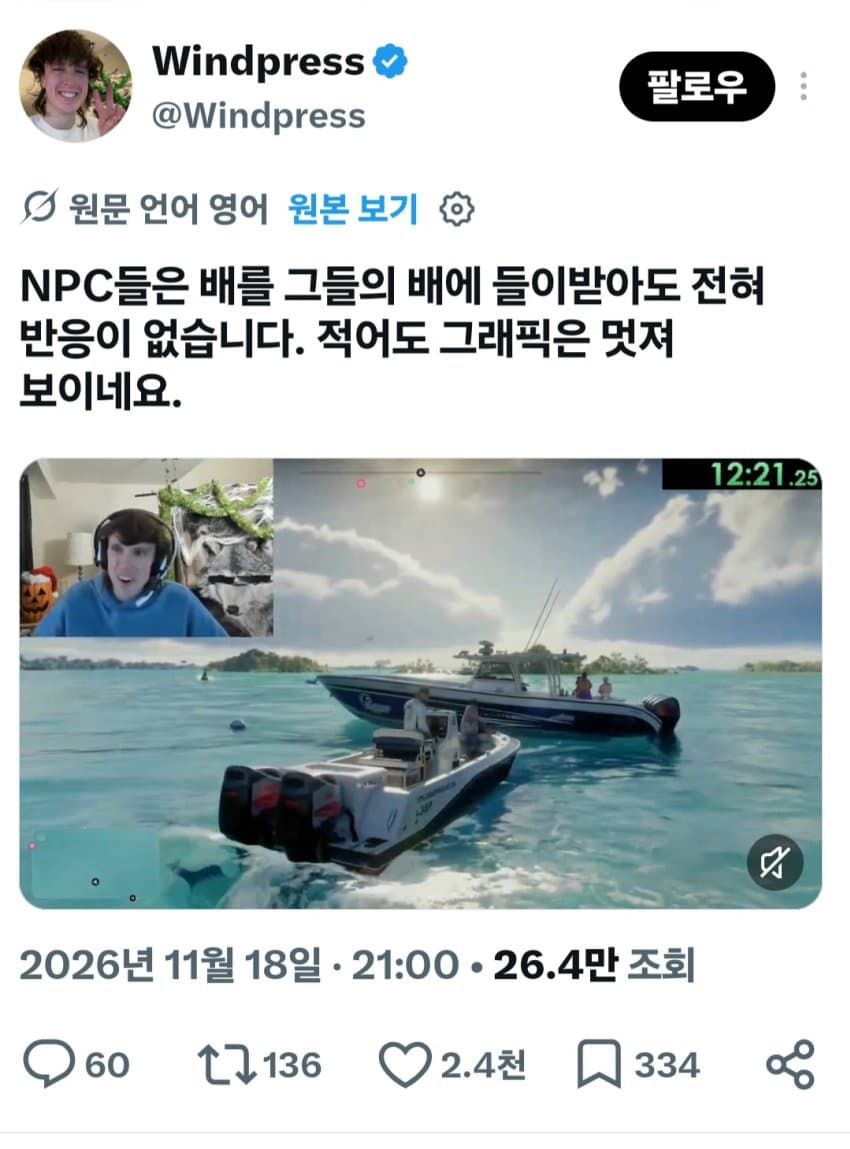 Windpress
@Windpress
팔로우
원문 언어 영어 원본 보기
NPC들은 배를 그들의 배에 들이받아도 전혀
반응이 없습니다. 적어도 그래픽은 멋져
보이네요.
12:21.25
2026년 11월 18일 · 21:00 • 26.4만 조회
60 136 2.4천 334